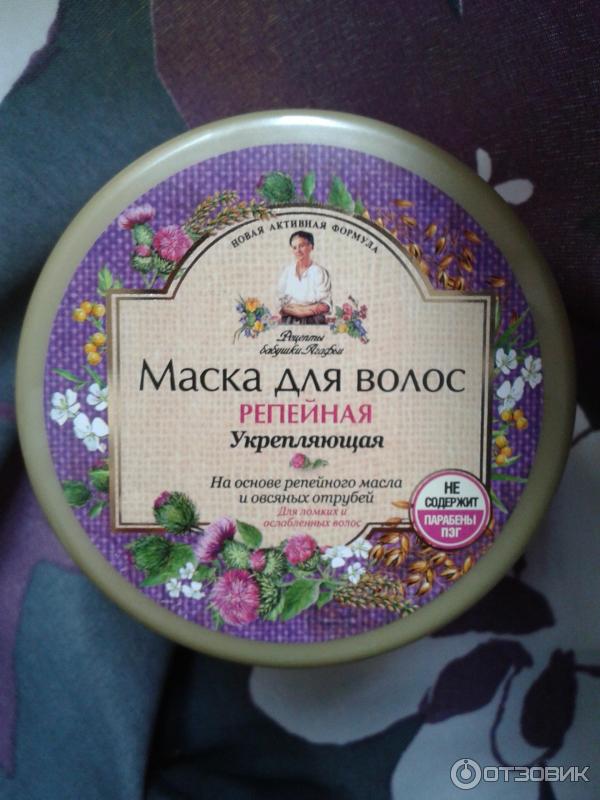 НОВАЯ АКТИВНАЯ ФОРМУЛА
Рецепты
бабушки Агафьи
МАСКА ДЛЯ ВОЛОС
РЕПЕЙНАЯ
Укрепляющая
На основе репейного масла
и овсяных отрубей
Для ломких и
ослабленных волос
НЕ
СОДЕРЖИТ
ПАРАБЕНЫ
ПЭГ
ОТЗОВИК